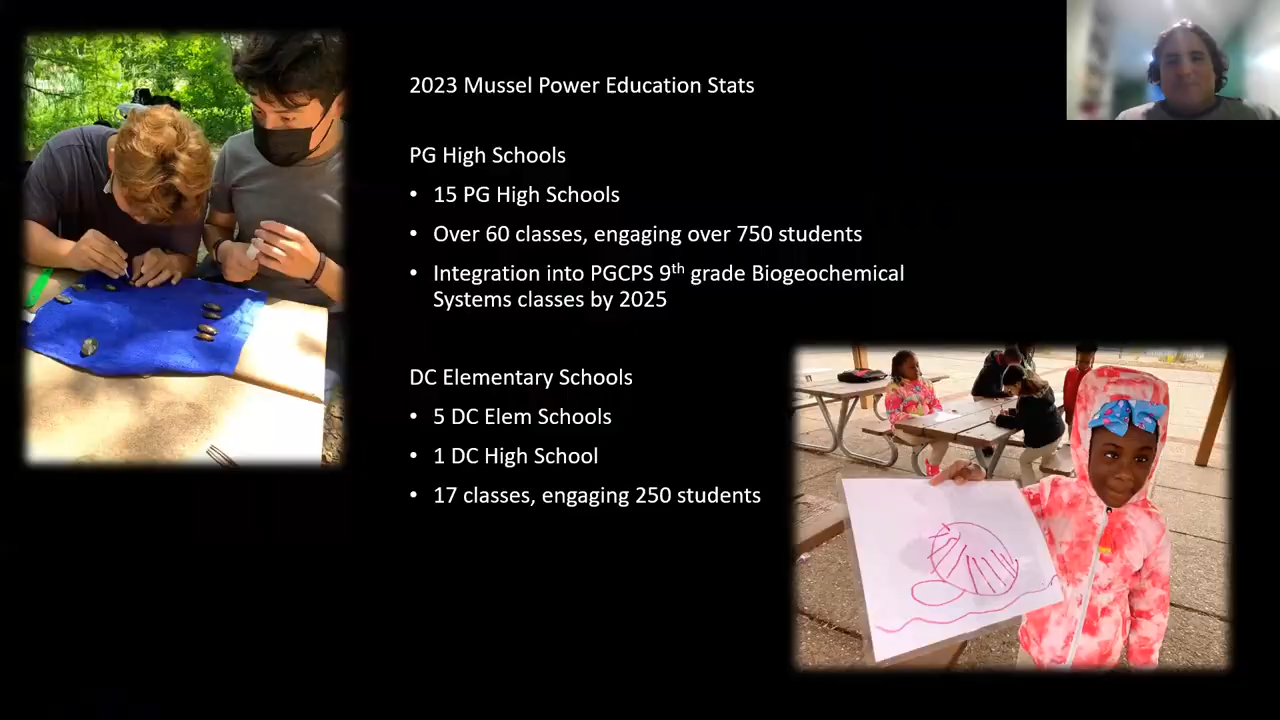 2023 Mussel Power Education Stats
PG High Schools
• 15 PG High Schools
• Over 60 classes, engaging over 750 students
• Integration into PGCPS 9th grade Biogeochemical
Systems classes by 2025
DC Elementary Schools
• 5 DC Elem Schools
• 1 DC High School
• 17 classes, engaging 250 students